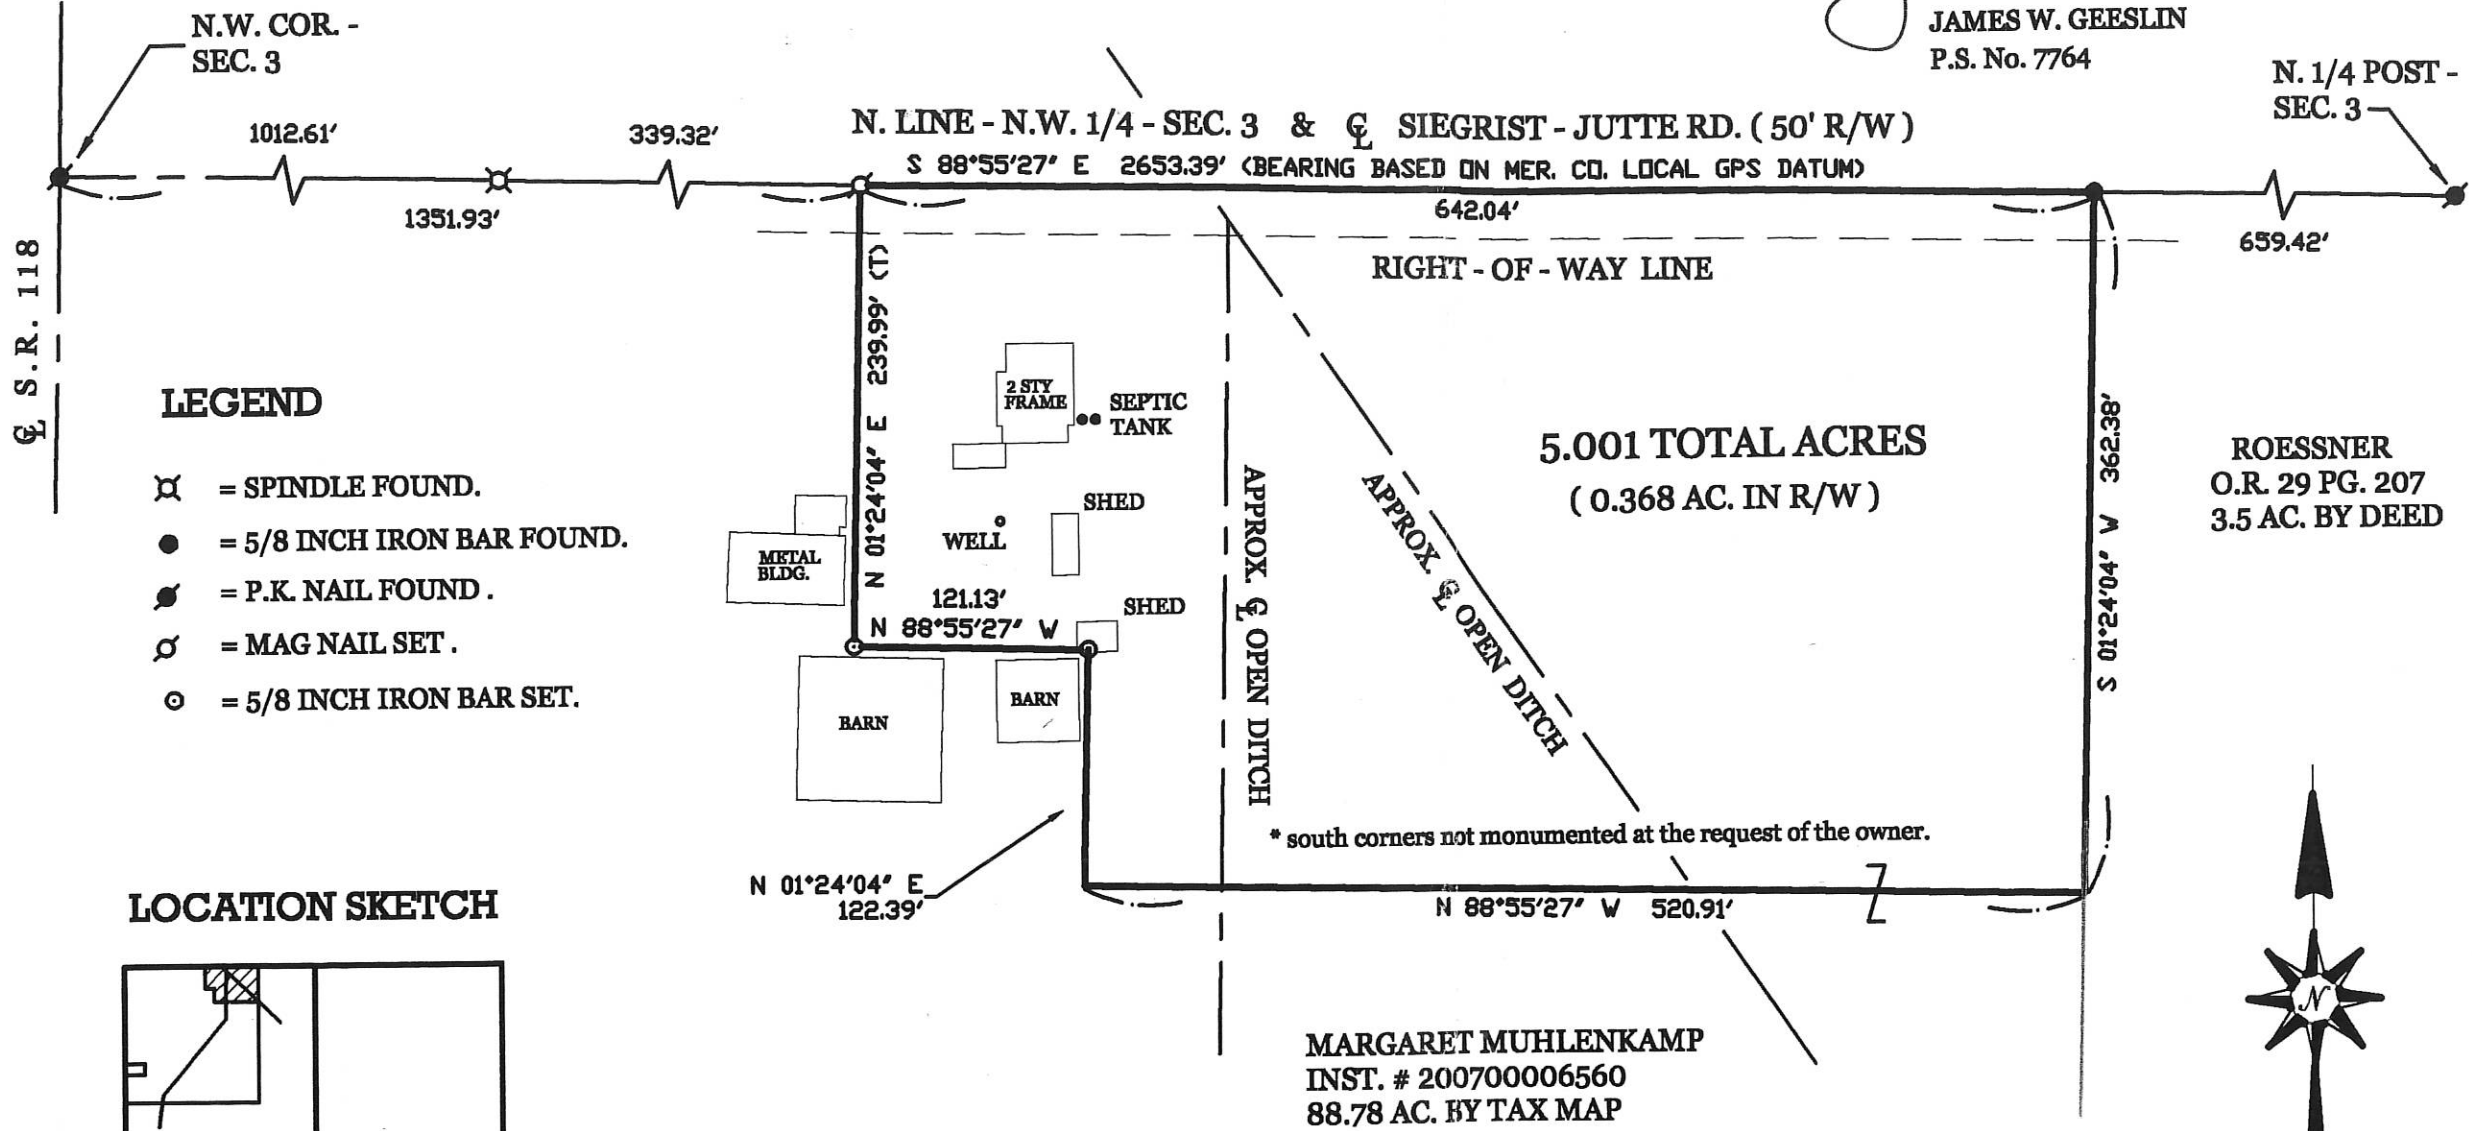 JAMES W. GEESLIN
P.S. No. 7764
N.W. COR. -
SEC. 3
N. 1/4 POST -
SEC. 3
1012.61'
339.32'
1351.93'
N. LINE - N.W. 1/4 - SEC. 3 & ℄ SIEGRIST - JUTTE RD. ( 50' R/W )
S 88°55'27" E 2653.39' (BEARING BASED ON MER. CO. LOCAL GPS DATUM)
642.04'
659.42'
RIGHT - OF - WAY LINE
℄ S.R. 118
N 01°24'04" E 239.99' (T)
2 STY
FRAME
SEPTIC
TANK
SHED
WELL
METAL
BLDG.
121.13'
N 88°55'27" W
SHED
BARN
BARN
APPROX. ℄ OPEN DITCH
APPROX. ℄ OPEN DITCH
5.001 TOTAL ACRES
( 0.368 AC. IN R/W )
S 01°24'04" W 362.38'
ROESSNER
O.R. 29 PG. 207
3.5 AC. BY DEED
LEGEND
= SPINDLE FOUND.
= 5/8 INCH IRON BAR FOUND.
= P.K. NAIL FOUND .
= MAG NAIL SET .
= 5/8 INCH IRON BAR SET.
* south corners not monumented at the request of the owner.
N 01°24'04" E
122.39'
N 88°55'27" W 520.91'
LOCATION SKETCH
MARGARET MUHLENKAMP
INST. # 200700006560
88.78 AC. BY TAX MAP
N